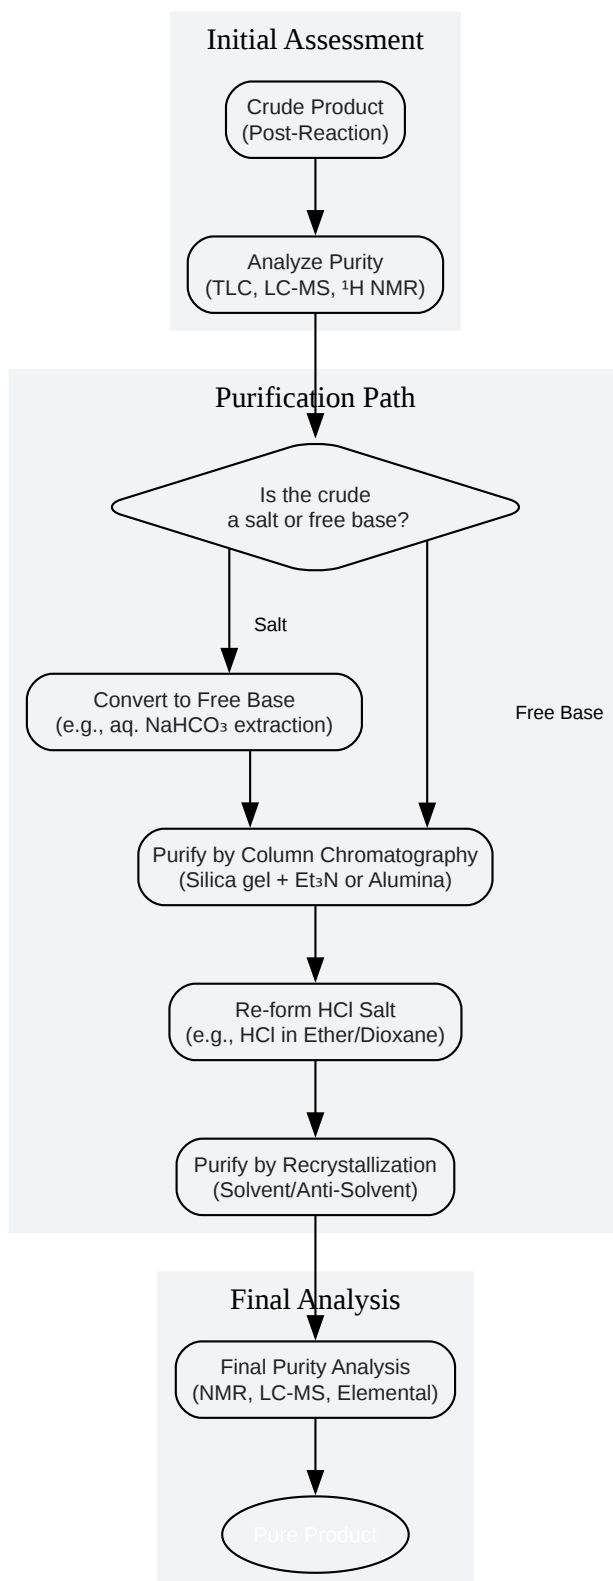 Initial Assessment
Crude Product
(Post-Reaction)
Analyze Purity
(TLC, LC-MS, ¹H NMR)
Purification Path
Is the crude
a salt or free base?
Salt
Convert to Free Base
(e.g., aq. NaHCO₃ extraction)
Free Base
Purify by Column Chromatography
(Silica gel + Et₃N or Alumina)
Re-form HCl Salt
(e.g., HCl in Ether/Dioxane)
Purify by Recrystallization
(Solvent/Anti-Solvent)
Final Analysis
Final Purity Analysis
(NMR, LC-MS, Elemental)
Pure Product